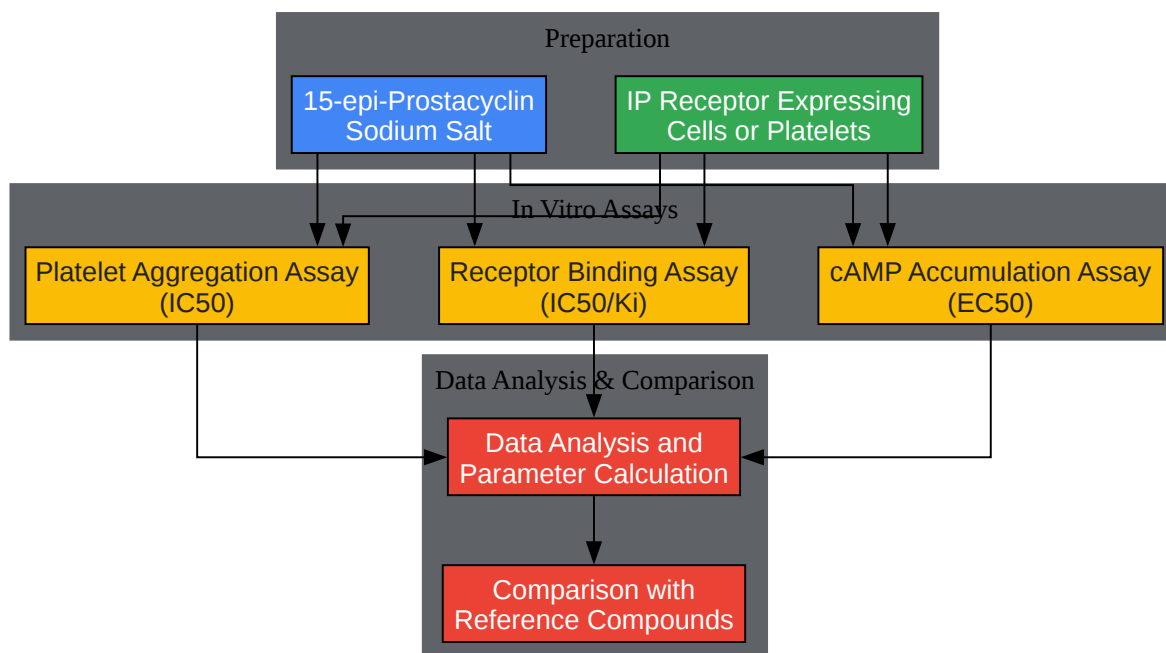 Preparation
15-epi-Prostacyclin
Sodium Salt
IP Receptor Expressing
Cells or Platelets
In Vitro Assays
Platelet Aggregation Assay
(IC50)
Receptor Binding Assay
(IC50/Ki)
cAMP Accumulation Assay
(EC50)
Data Analysis & Comparison
Data Analysis and
Parameter Calculation
Comparison with
Reference Compounds